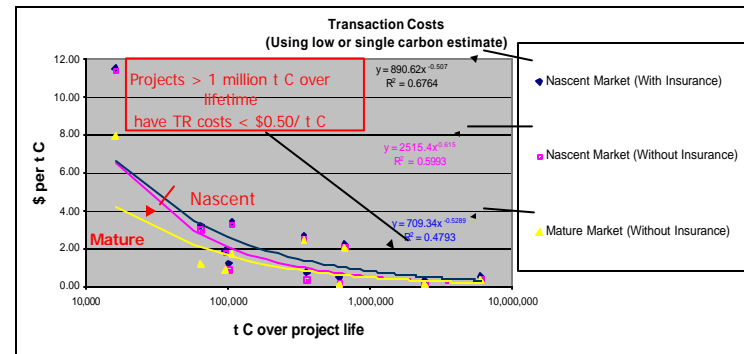 Transaction Costs
(Using low or single carbon estimate)
12.00
10.00
8.00
6.00
4.00
2.00
0.00
$ per t C
10,000
100,000
1,000,000
10,000,000
t C over project life
Projects > 1 million t C over
lifetime
have TR costs < $0.50/ t C
Nascent
Mature
y = 890.62x^-0.507
R² = 0.6764
y = 2515.4x^-0.615
R² = 0.5993
y = 709.34x^-0.5289
R² = 0.4793
Nascent Market (With Insurance)
Nascent Market (Without Insurance)
Mature Market (Without Insurance)